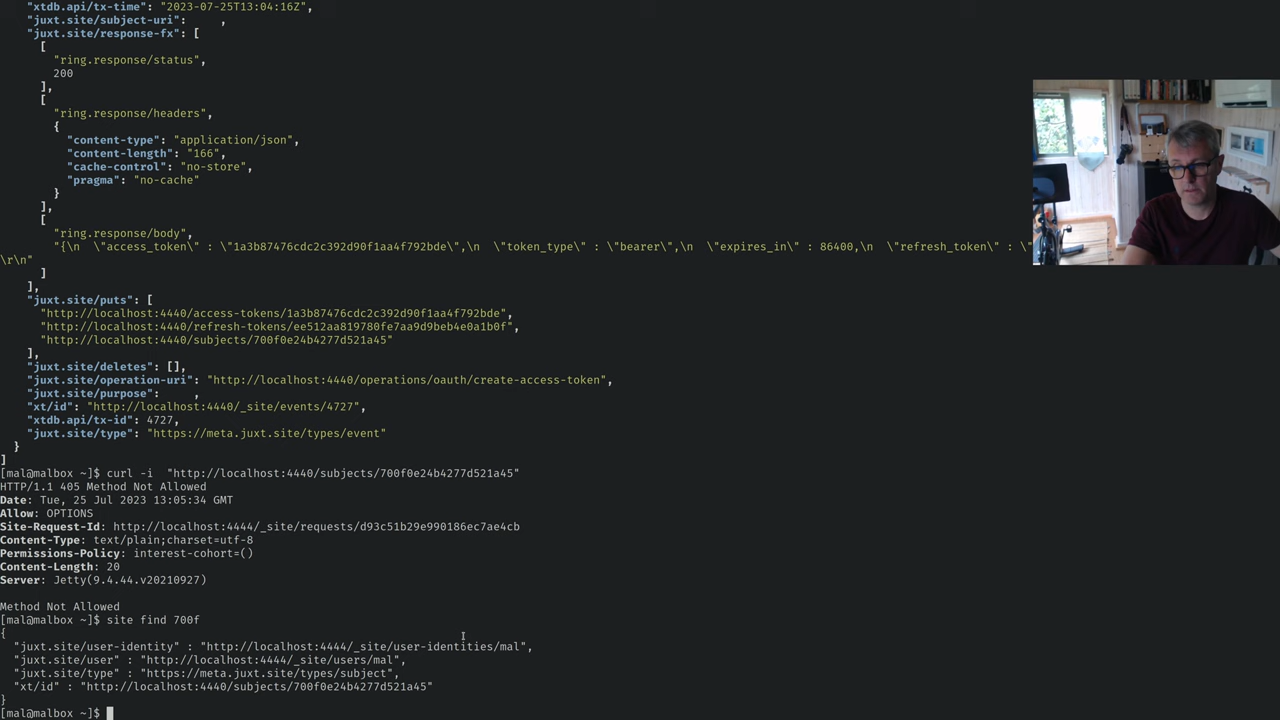 "xtdb.api/tx-time": "2023-07-25T13:04:16Z",
"juxt.site/subject-uri":     ,
"juxt.site/response-fx": [
[
"ring.response/status",
200
],
[
"ring.response/headers",
{
"content-type": "application/json",
"content-length": "166",
"cache-control": "no-store",
"pragma": "no-cache"
}
],
[
"ring.response/body",
"{\n  \"access_token\" : \"1a3b87476cdc2c392d90f1aa4f792bde\",\n  \"token_type\" : \"bearer\",\n  \"expires_in\" : 86400,\n  \"refresh_token\" : \"
\r\n"
]
],
"juxt.site/puts": [
"http://localhost:4440/access-tokens/1a3b87476cdc2c392d90f1aa4f792bde",
"http://localhost:4440/refresh-tokens/ee512aa819780fe7aa9d9beb4e0a1b0f",
"http://localhost:4440/subjects/700f0e24b4277d521a45"
],
"juxt.site/deletes": [],
"juxt.site/operation-uri": "http://localhost:4440/operations/oauth/create-access-token",
"juxt.site/purpose":     ,
"xt/id": "http://localhost:4440/_site/events/4727",
"xtdb.api/tx-id": 4727,
"juxt.site/type": "https://meta.juxt.site/types/event"
}
]
[mal@malbox ~]$ curl -i  "http://localhost:4440/subjects/700f0e24b4277d521a45"
HTTP/1.1 405 Method Not Allowed
Date: Tue, 25 Jul 2023 13:05:34 GMT
Allow: OPTIONS
Site-Request-Id: http://localhost:4444/_site/requests/d93c51b29e990186ec7ae4cb
Content-Type: text/plain;charset=utf-8
Permissions-Policy: interest-cohort=()
Content-Length: 20
Server: Jetty(9.4.44.v20210927)
Method Not Allowed
[mal@malbox ~]$ site find 700f
{
"juxt.site/user-identity" : "http://localhost:4444/_site/user-identities/mal",
"juxt.site/user" : "http://localhost:4444/_site/users/mal",
"juxt.site/type" : "https://meta.juxt.site/types/subject",
"xt/id" : "http://localhost:4440/subjects/700f0e24b4277d521a45"
}
[mal@malbox ~]$